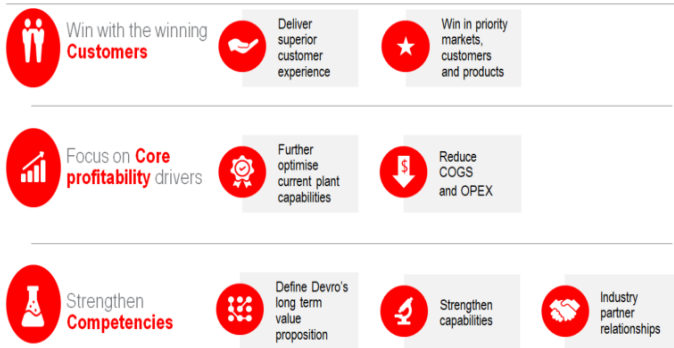 Win with the winning
Customers
Deliver
superior
customer
experience
Win in priority
markets,
customers
and products
Focus on Core
profitability drivers
Further
optimise
current plant
capabilities
$
Reduce
COGS
and OPEX
Strengthen
Competencies
Define Devro's
long term
value
proposition
Strengthen
capabilities
Industry
partner
relationships